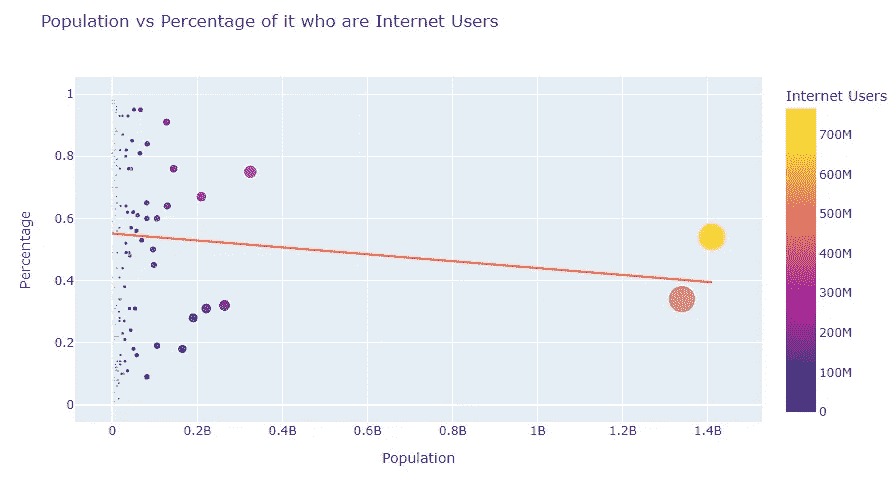 Population vs Percentage of it who are Internet Users
Internet Users
700M
600M
500M
400M
300M
200M
100M
0
1
0.8
0.6
0.4
0.2
0
Percentage
0 0.2B 0.4B 0.6B 0.8B 1B 1.2B 1.4B
Population